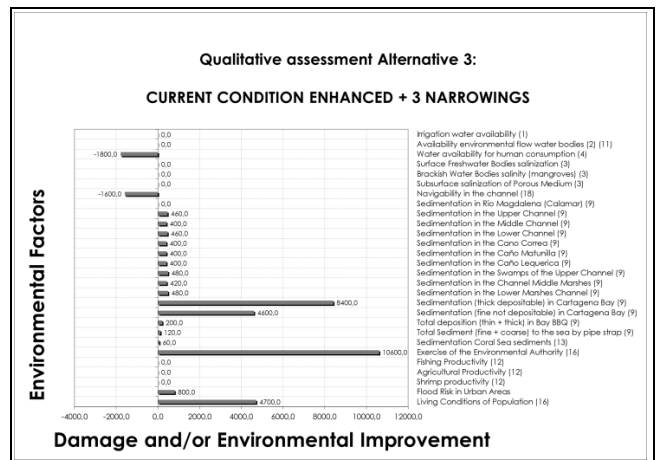 Qualitative assessment Alternative 3:
CURRENT CONDITION ENHANCED + 3 NARROWINGS
Environmental Factors
0,0 Irrigation water availability (1)
0,0 Availability environmental flow water bodies (2) (11)
-1800,0 Water availability for human consumption (4)
0,0 Surface Freshwater Bodies salinization (3)
0,0 Brackish Water Bodies salinity (mangroves) (3)
0,0 Subsurface salinization of Porous Medium (3)
-1600,0 Navigability in the channel (18)
0,0 Sedimentation in Río Magdalena (Calamar) (9)
460,0 Sedimentation in the Upper Channel (9)
400,0 Sedimentation in the Middle Channel (9)
460,0 Sedimentation in the Lower Channel (9)
400,0 Sedimentation in the Cano Correa (9)
400,0 Sedimentation in the Caño Matunilla (9)
400,0 Sedimentation in the Caño Lequerica (9)
480,0 Sedimentation in the Swamps of the Upper Channel (9)
420,0 Sedimentation in the Channel Middle Marshes (9)
480,0 Sedimentation in the Lower Marshes Channel (9)
8400,0 Sedimentation (thick depositable) in Cartagena Bay (9)
4600,0 Sedimentation (fine not depositable) in Cartagena Bay (9)
200,0 Total deposition (thin + thick) in Bay BBQ (9)
120,0 Total Sediment (fine + coarse) to the sea by pipe strap (9)
60,0 Sedimentation Coral Sea sediments (13)
10600,0 Exercise of the Environmental Authority (16)
0,0 Fishing Productivity (12)
0,0 Agricultural Productivity (12)
0,0 Shrimp productivity (12)
800,0 Flood Risk in Urban Areas
4700,0 Living Conditions of Population (16)
-4000,0 -2000,0 0,0 2000,0 4000,0 6000,0 8000,0 10000,0 12000,0
Damage and/or Environmental Improvement